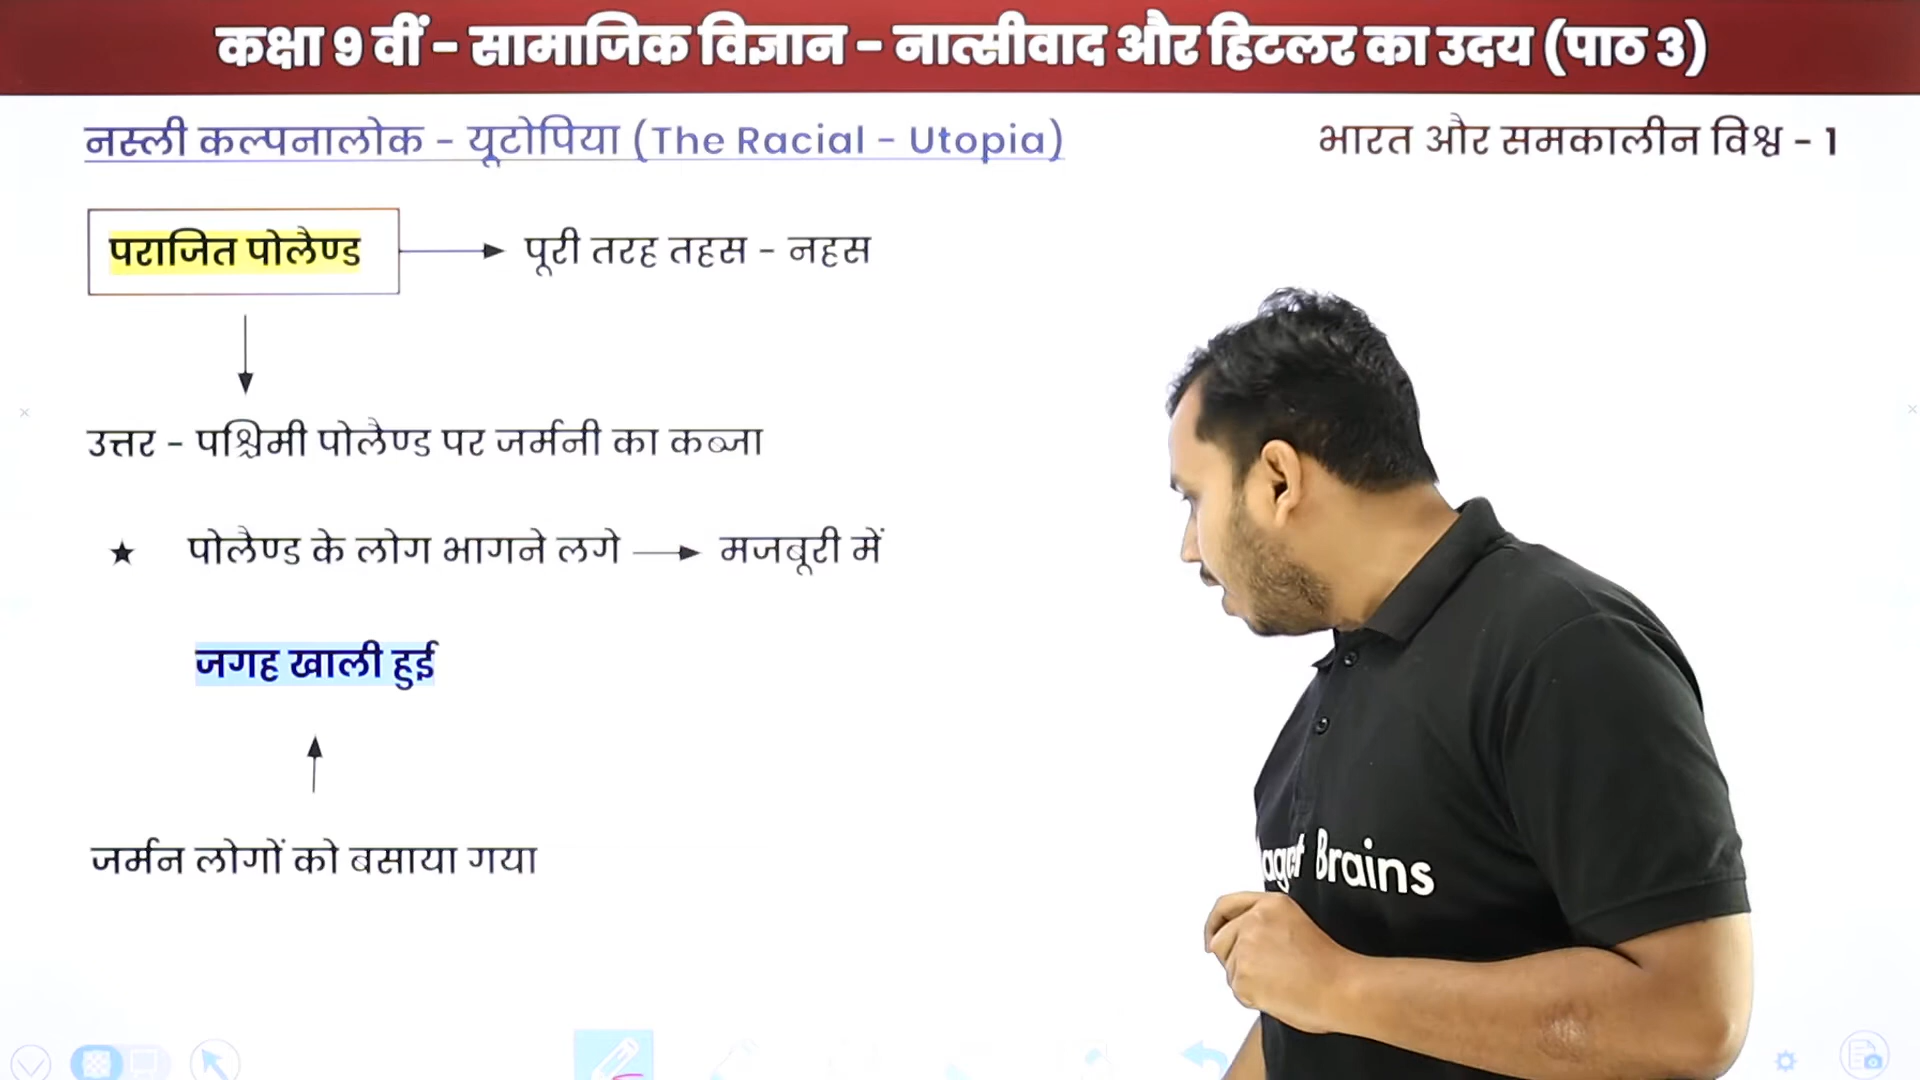 कक्षा 9 वीं - सामाजिक विज्ञान - नात्सीवाद और हिटलर का उदय (पाठ 3)
नस्ली कल्पनालोक - यूटोपिया (The Racial - Utopia)
भारत और समकालीन विश्व - 1
पराजित पोलैण्ड
पूरी तरह तहस - नहस
उत्तर - पश्चिमी पोलैण्ड पर जर्मनी का कब्जा
★ पोलैण्ड के लोग भागने लगे → मजबूरी में
जगह खाली हुई
जर्मन लोगों को बसाया गया
Brains